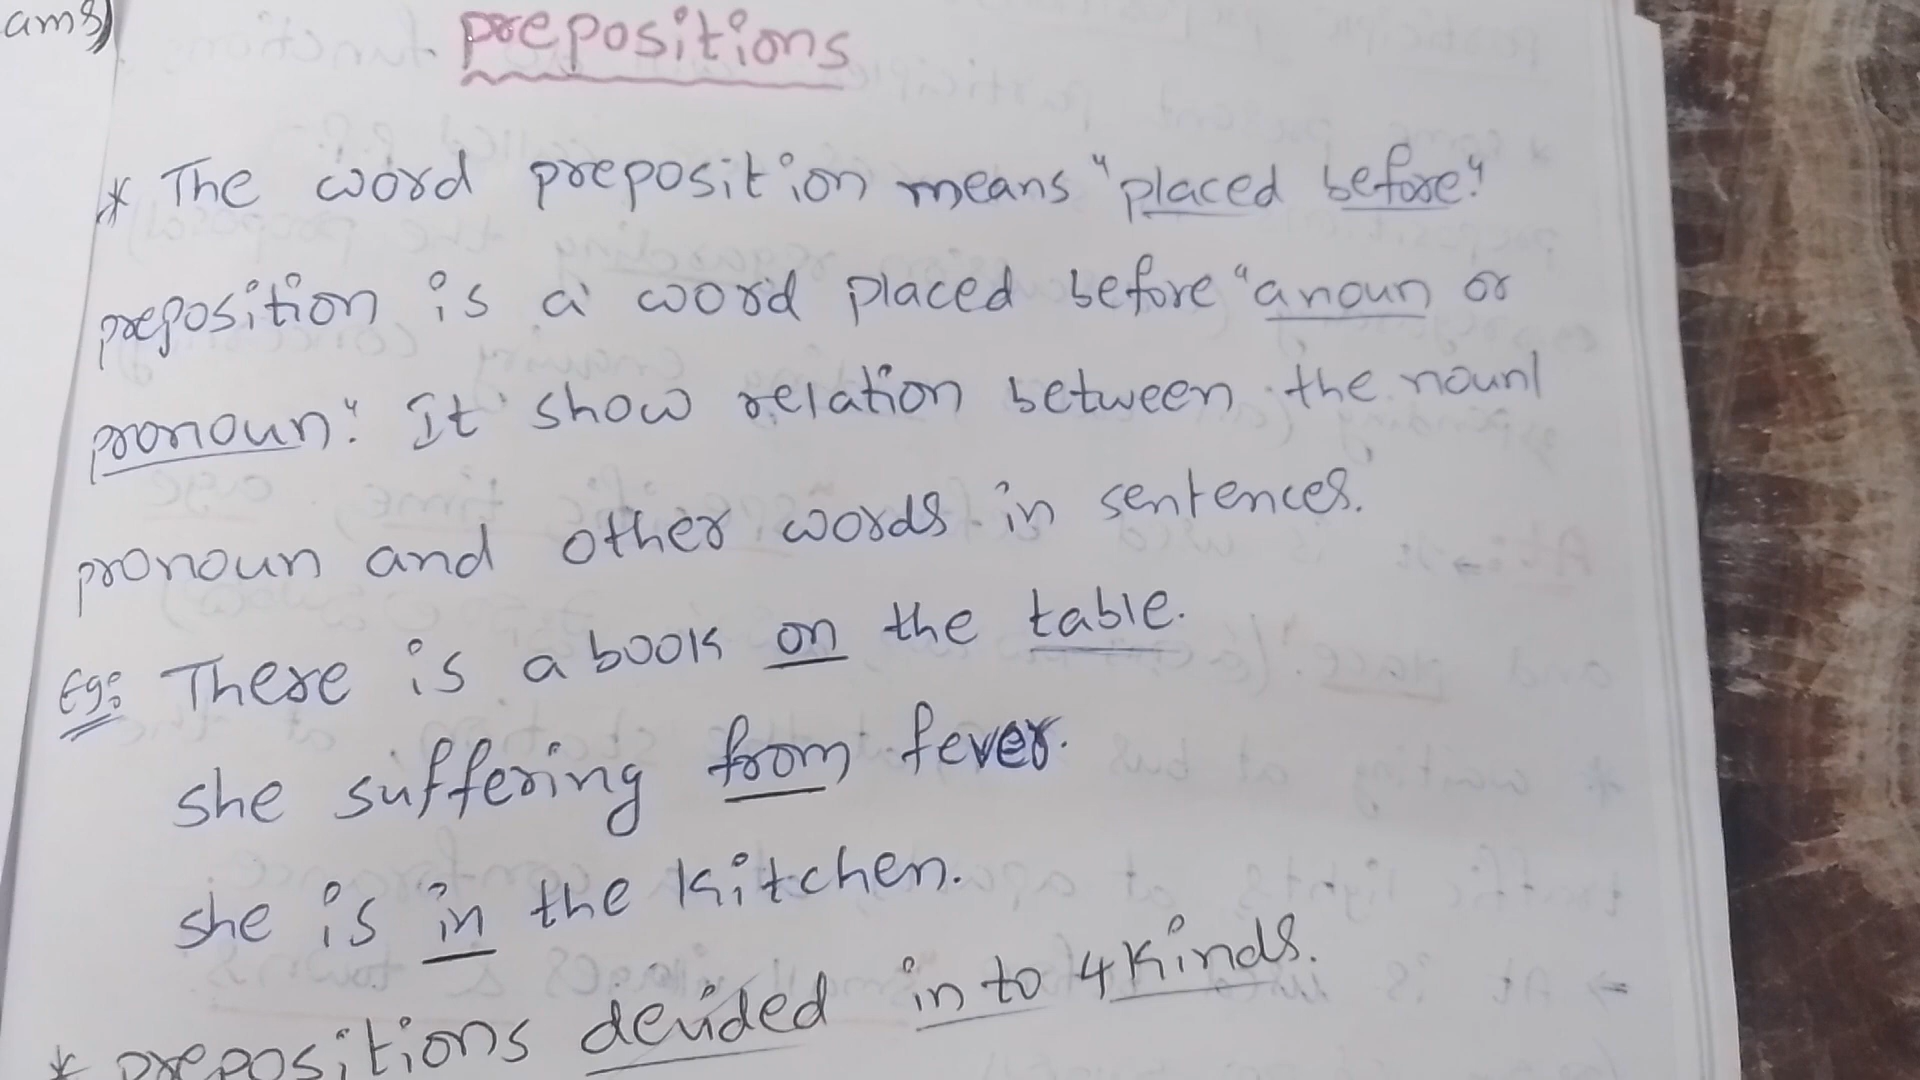 ams)
prepositions
* The word preposition means "placed before"
preposition is a word placed before "a noun or
pronoun". It show relation between the noun/
pronoun and other words in sentences.
Eg: There is a book on the table.
she suffering from fever.
she is in the kitchen.
* prepositions devided in to 4 kinds.